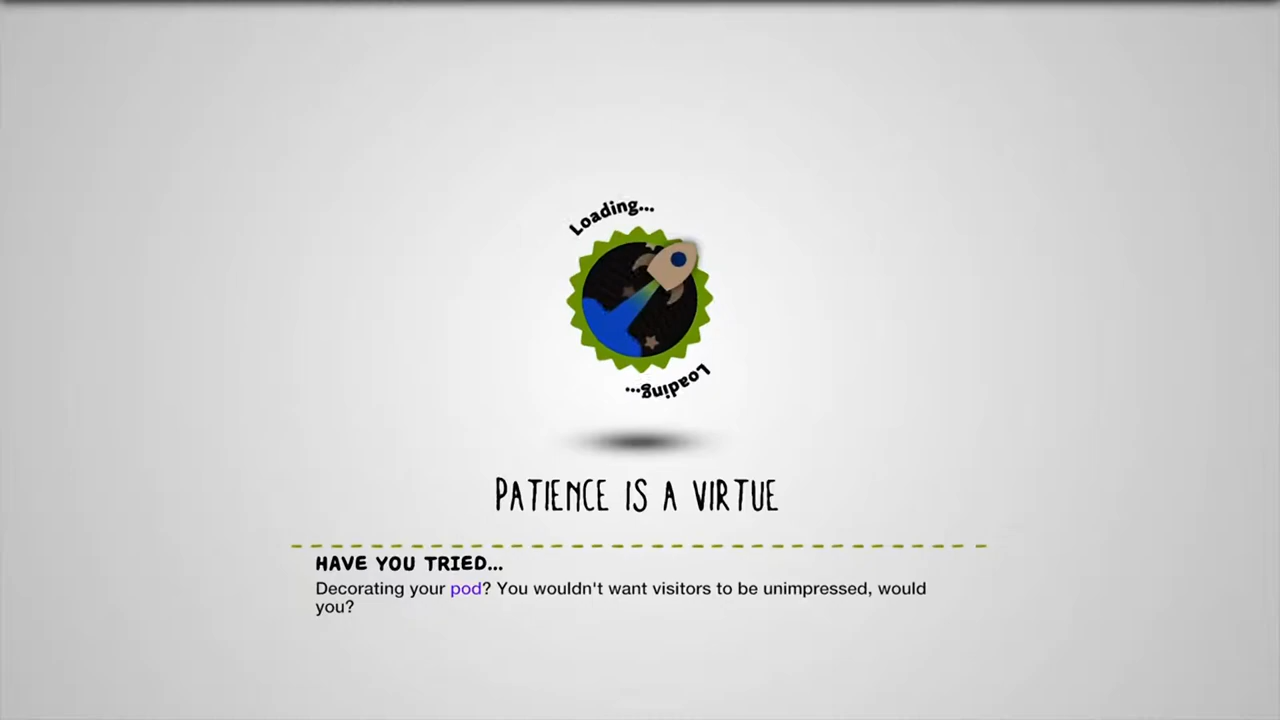 Loading...
Loading...
PATIENCE IS A VIRTUE
HAVE YOU TRIED...
Decorating your pod? You wouldn't want visitors to be unimpressed, would
you?